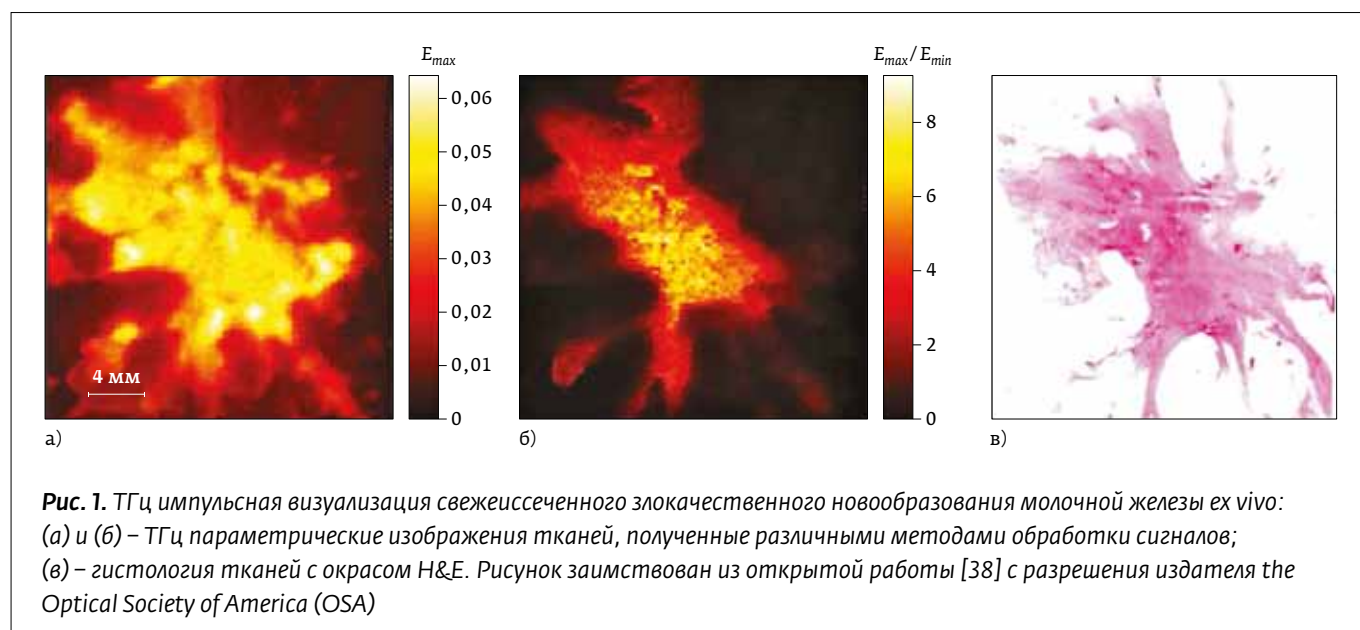 E_max
0,06
0,05
0,04
0,03
0,02
0,01
0
4 мм
а)
E_max / E_min
8
6
4
2
0
б)
в)
Рис. 1. ТГц импульсная визуализация свежеиссеченного злокачественного новообразования молочной железы ex vivo:
(а) и (б) – ТГц параметрические изображения тканей, полученные различными методами обработки сигналов;
(в) – гистология тканей с окрасом H&E. Рисунок заимствован из открытой работы [38] с разрешения издателя the
Optical Society of America (OSA)